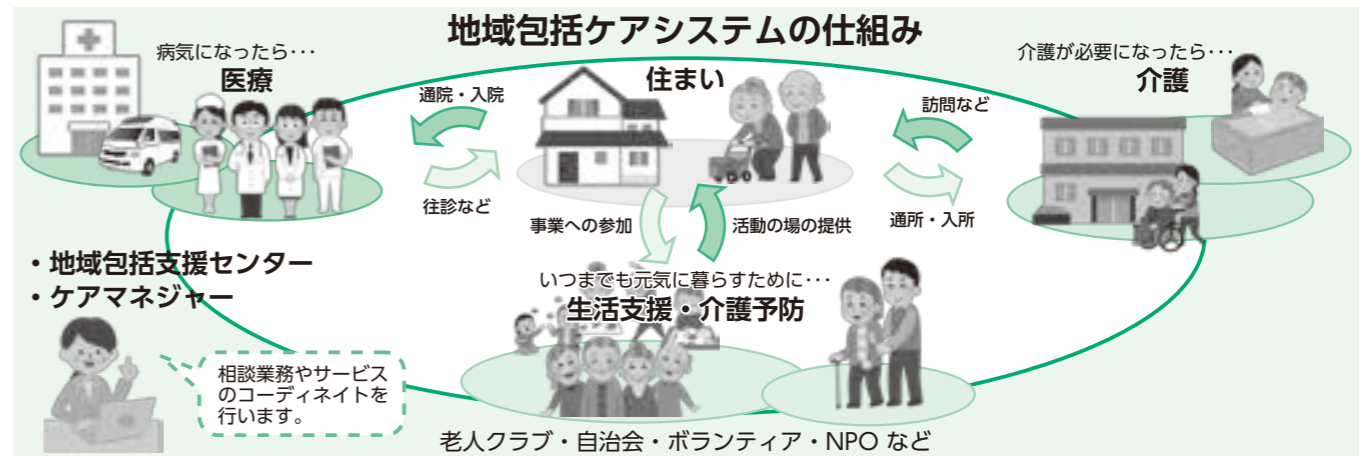 地域包括ケアシステムの仕組み
病気になったら･･･
医療
通院・入院
往診など
住まい
介護が必要になったら･･･
介護
訪問など
通所・入所
事業への参加
活動の場の提供
いつまでも元気に暮らすために･･･
生活支援・介護予防
・地域包括支援センター
・ケアマネジャー
相談業務やサービス
のコーディネイトを
行います。
老人クラブ・自治会・ボランティア・NPO など